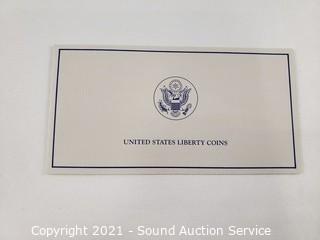 UNITED STATES LIBERTY COINS
Copyright 2021 - Sound Auction Service